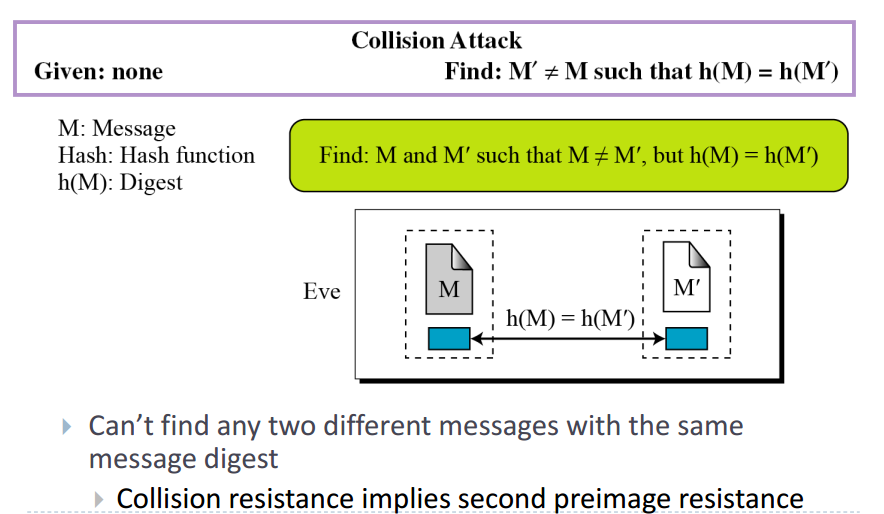 Collision Attack
Given: none Find: M′ ≠ M such that h(M) = h(M′)
M: Message
Hash: Hash function
h(M): Digest
Find: M and M′ such that M ≠ M′, but h(M) = h(M′)
Eve
M
M′
h(M) = h(M′)
Can’t find any two different messages with the same
message digest
Collision resistance implies second preimage resistance